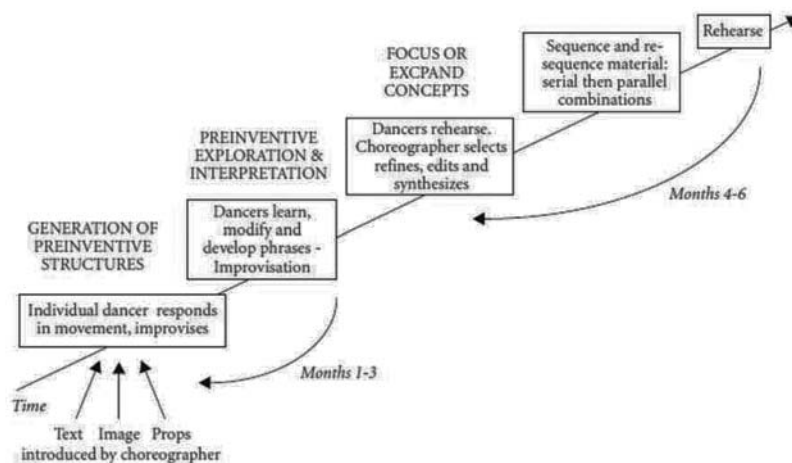 Rehearse
Sequence and re-
sequence material:
serial then parallel
combinations
FOCUS OR
EXCPAND
CONCEPTS
Dancers rehearse.
Choreographer selects
refines, edits and
synthesizes
Months 4-6
PREINVENTIVE
EXPLORATION &
INTERPRETATION
Dancers learn,
modify and
develop phrases -
Improvisation
GENERATION OF
PREINVENTIVE
STRUCTURES
Individual dancer responds
in movement, improvises
Months 1-3
Time
Text Image Props
introduced by choreographer